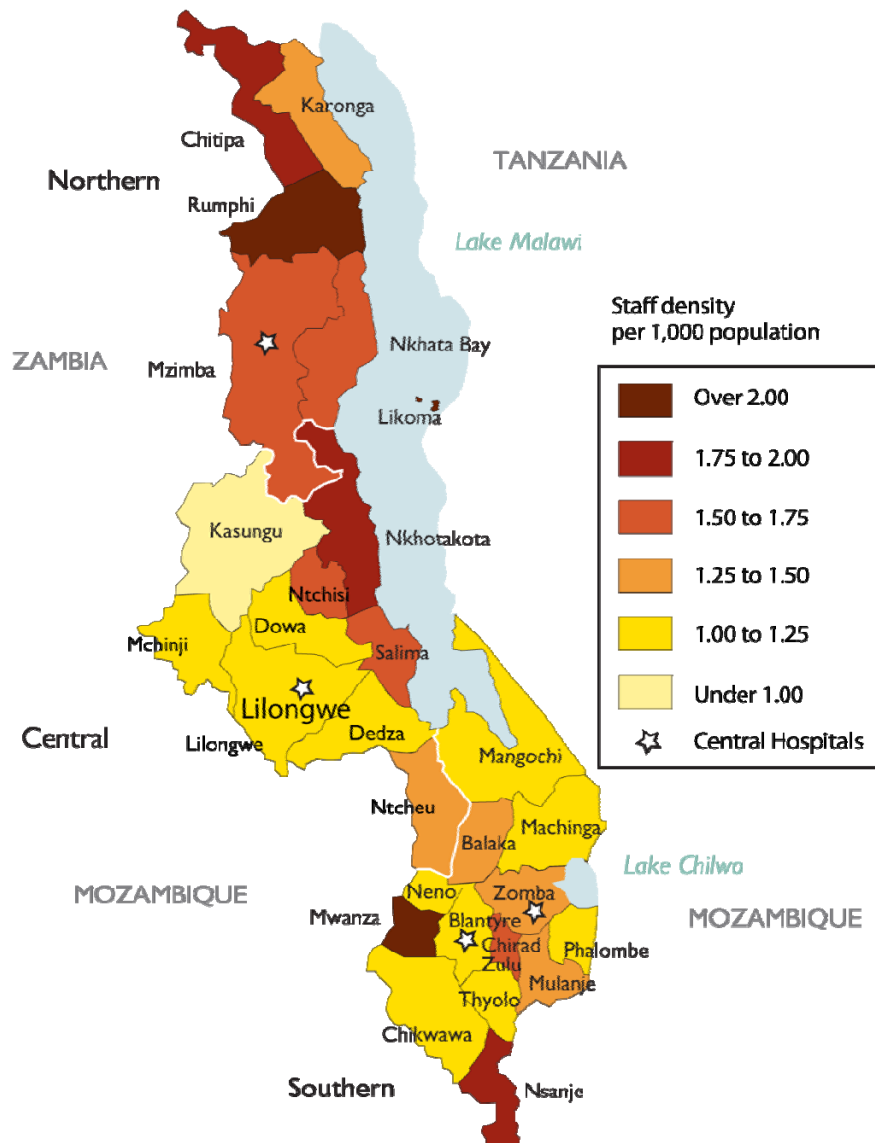 Karonga
Chitipa
TANZANIA
Northern
Rumphi
Lake Malawi
Staff density
per 1,000 population
Nkhata Bay
ZAMBIA
Mzimba
Over 2.00
Likoma
1.75 to 2.00
1.50 to 1.75
Kasungu
Nkhotakota
1.25 to 1.50
Ntchisi
Dowa
1.00 to 1.25
Mchinji
Salima
Under 1.00
Lilongwe
Central
Lilongwe
Dedza
Central Hospitals
Mangochi
Ntcheu
Machinga
Balaka
Lake Chilwa
MOZAMBIQUE
Neno
Zomba
Mwanza
Blantyre
MOZAMBIQUE
Chirad
Zulu
Phalombe
Mulanje
Thyolo
Chikwawa
Southern
Nsanje